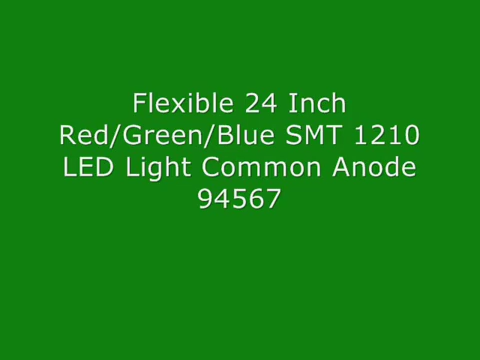 Flexible 24 Inch
Red/Green/Blue SMT 1210
LED Light Common Anode
94567